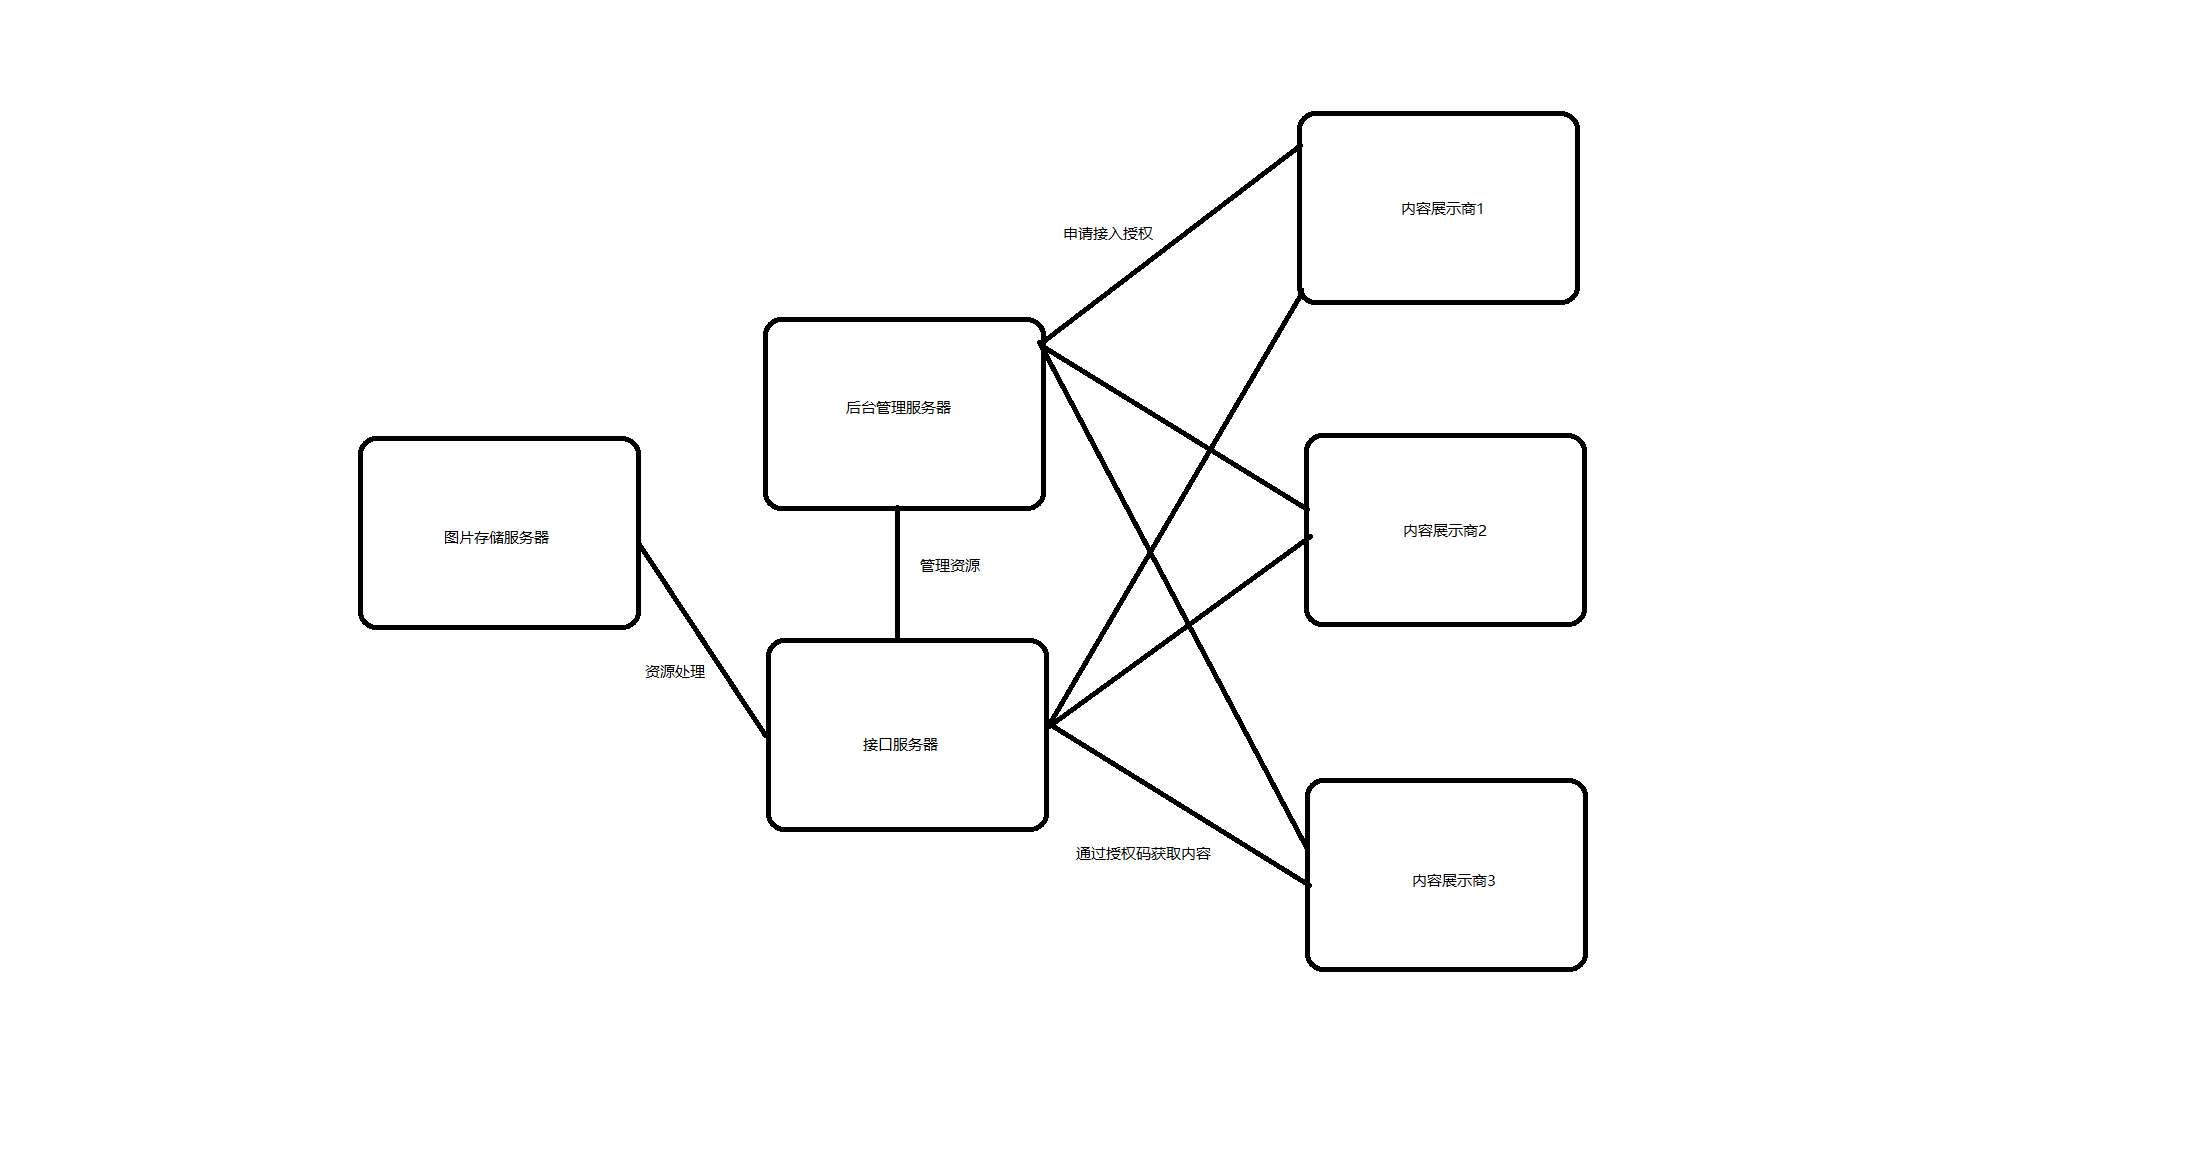 内容展示商1
申请接入授权
后台管理服务器
内容展示商2
图片存储服务器
管理资源
资源处理
接口服务器
通过授权码获取内容
内容展示商3